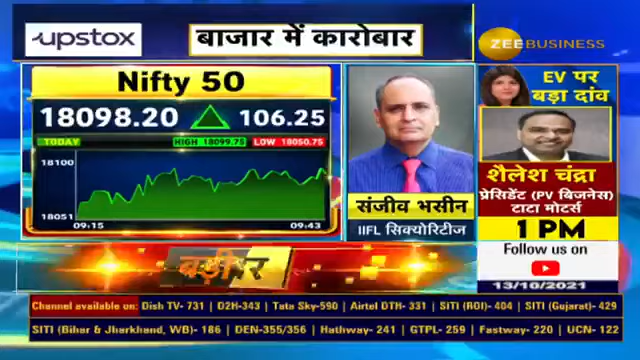 upstox
बाजार में कारोबार
ZEE BUSINESS
Nifty 50
18098.20 106.25
TODAY HIGH 18099.75 LOW 18050.75
18100
18051
09:15 09:43
संजीव भसीन
IIFL सिक्योरिटीज
EV पर
बड़ा दांव
शैलेश चंद्रा
प्रेसिडेंट (PV बिजनेस)
टाटा मोटर्स
1 PM
Follow us on
13/10/2021
Channel available on: Dish TV- 731 | D2H-343 | Tata Sky-590 | Airtel DTH- 331 | SITI (ROI)- 404 | SITI (Gujarat)- 429
SITI (Bihar & Jharkhand, WB)- 186 | DEN-355/356 | Hathway- 241 | GTPL- 259 | Fastway- 220 | UCN- 122